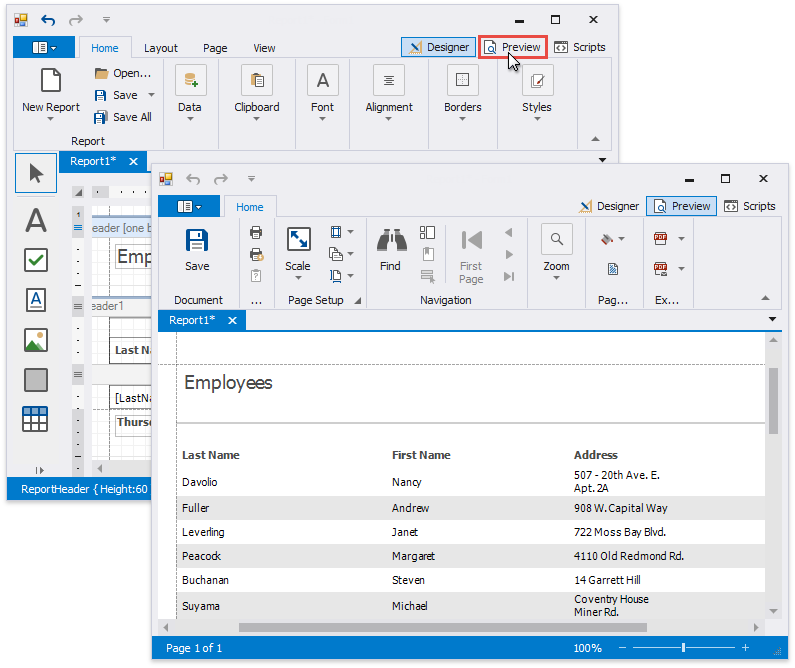 Home Layout Page View Designer Preview Scripts
New Report
Open...
Save
Save All
Report
Data
Clipboard
Font
Alignment
Borders
Styles
Report1*
eader [one b
Emp
eader1
Last Na
[LastNa
Thurs
ReportHeader { Height:60
Home Designer Preview Scripts
Save
Document
...
Scale
Page Setup
Find
First
Page
Navigation
Zoom
Pag...
Ex...
Report1*
Employees
Last Name First Name Address
Davolio Nancy 507 - 20th Ave. E.
Apt. 2A
Fuller Andrew 908 W. Capital Way
Leverling Janet 722 Moss Bay Blvd.
Peacock Margaret 4110 Old Redmond Rd.
Buchanan Steven 14 Garrett Hill
Suyama Michael Coventry House
Miner Rd.
Page 1 of 1 100%